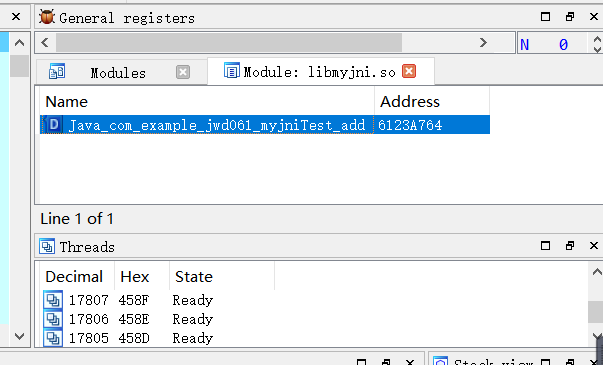 General registers
N 0
Modules
Module: libmyjni.so
Name Address
D Java_com_example_jwd061_myjniTest_add 6123A764
Line 1 of 1
Threads
Decimal Hex State
17807 458F Ready
17806 458E Ready
17805 458D Ready
Stack view